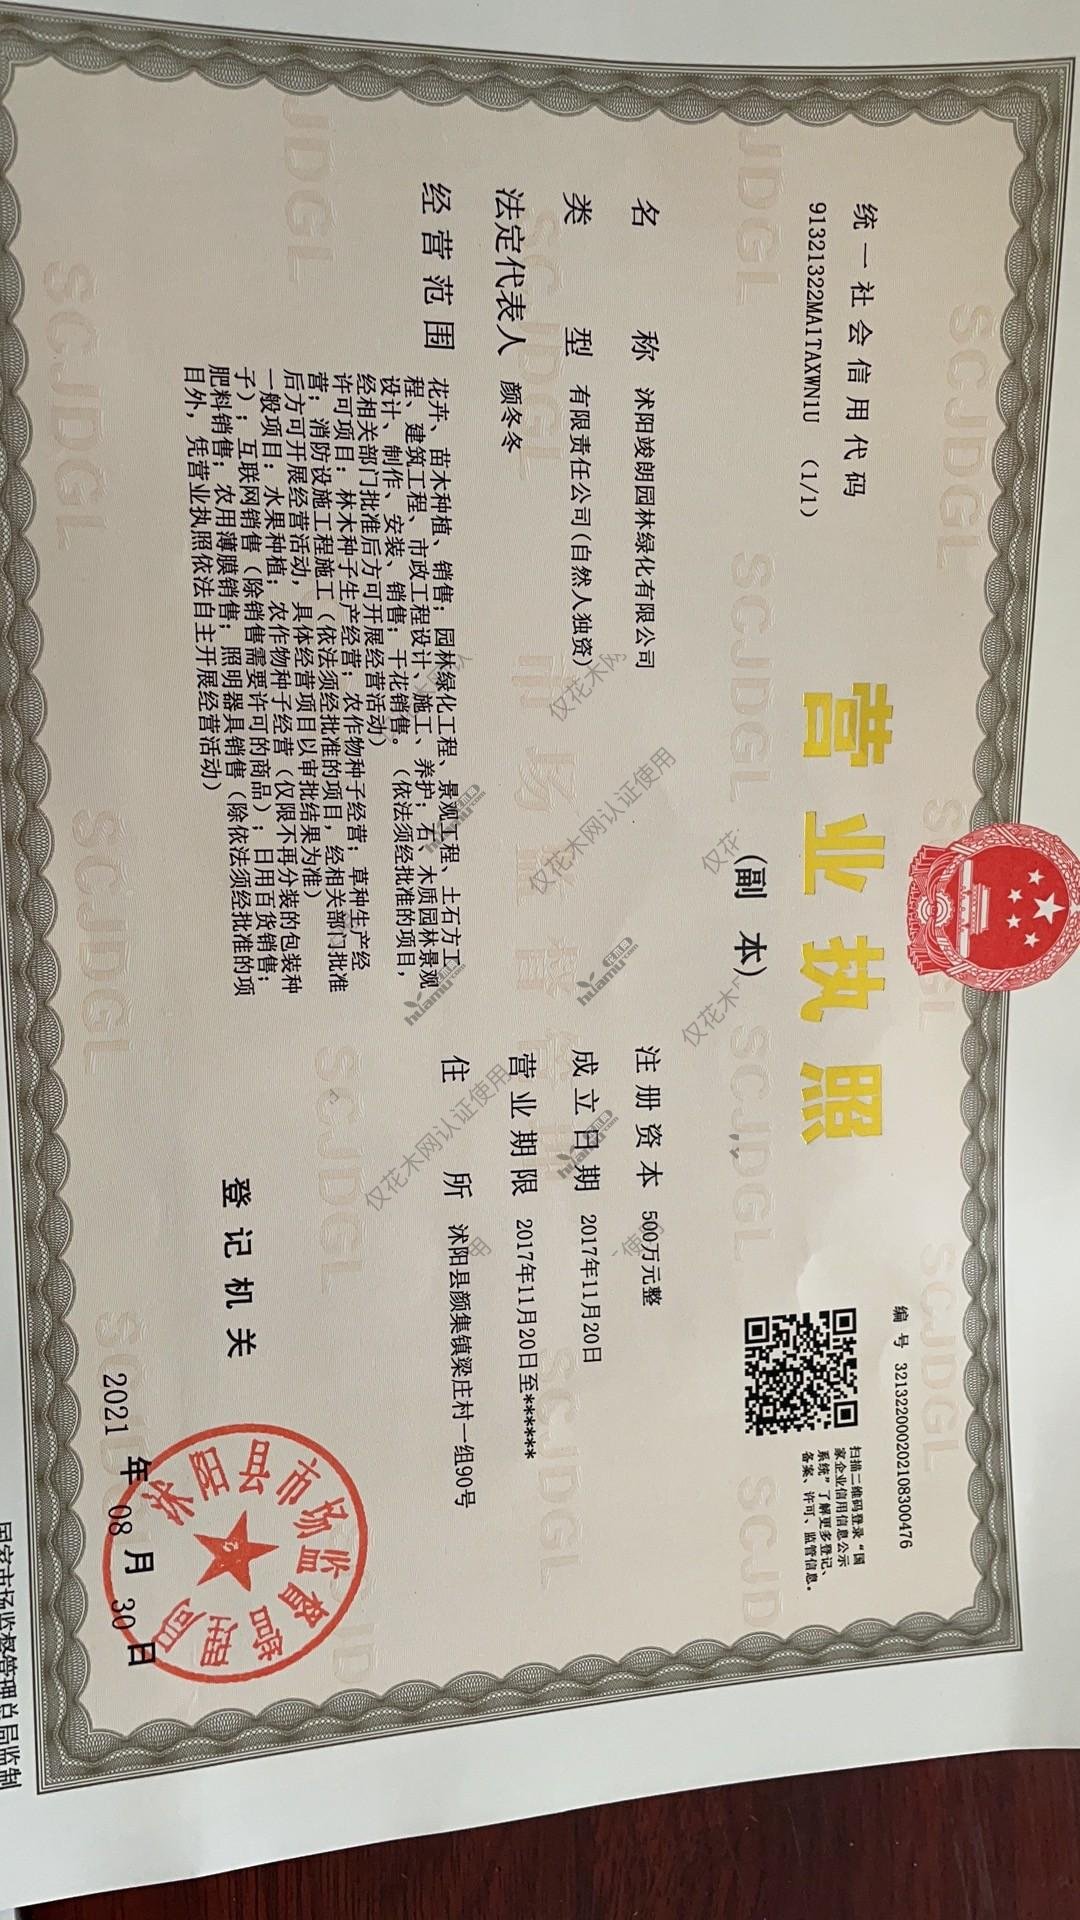 统一社会信用代码
91321322MA1TAXWN1U (1/1)
编号 321322000202108300476
营业执照
(副 本)
扫描二维码登录“国
家企业信用信息公示
系统”了解更多登记、
备案、许可、监管信息。
名称 沭阳竣朗园林绿化有限公司
类型 有限责任公司(自然人独资)
法定代表人 颜冬冬
经营范围 花卉、苗木种植、销售；园林绿化工程、景观工程、土石方工
程、建筑工程、市政工程设计、施工、养护；石、木质园林景观
设计、制作、安装、销售；干花销售。（依法须经批准的项目，
经相关部门批准后方可开展经营活动）
许可项目：林木种子生产经营；农作物种子经营；草种生产经
营；消防设施工程施工（依法须经批准的项目，经相关部门批准
后方可开展经营活动，具体经营项目以审批结果为准）
一般项目：水果种植；农作物种子经营（仅限不再分装的包装种
子）；互联网销售（除销售需要许可的商品）；日用百货销售；
肥料销售；农用薄膜销售；照明器具销售（除依法须经批准的项
目外，凭营业执照依法自主开展经营活动）
注册资本 500万元整
成立日期 2017年11月20日
营业期限 2017年11月20日至******
住所 沭阳县颜集镇梁庄村一组90号
登记机关
2021 年 08 月 30 日
国家市场监督管理总局监制
仅花木网认证使用
仅花木网认证使用
huamu.com
huamu.com
huamu.com
SCJDGL
市场监督管理